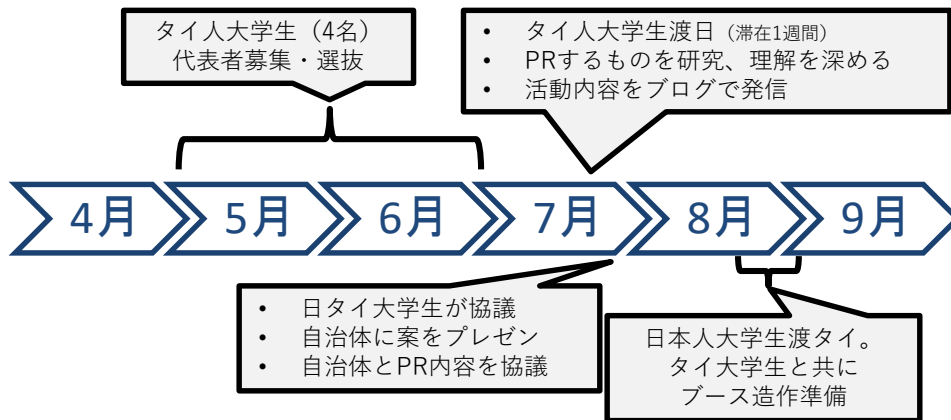 タイ人大学生（4名）
代表者募集・選抜
• タイ人大学生渡日（滞在1週間）
• PRするものを研究、理解を深める
• 活動内容をブログで発信
4月 5月 6月 7月 8月 9月
• 日タイ大学生が協議
• 自治体に案をプレゼン
• 自治体とPR内容を協議
日本人大学生渡タイ。
タイ大学生と共に
ブース造作準備